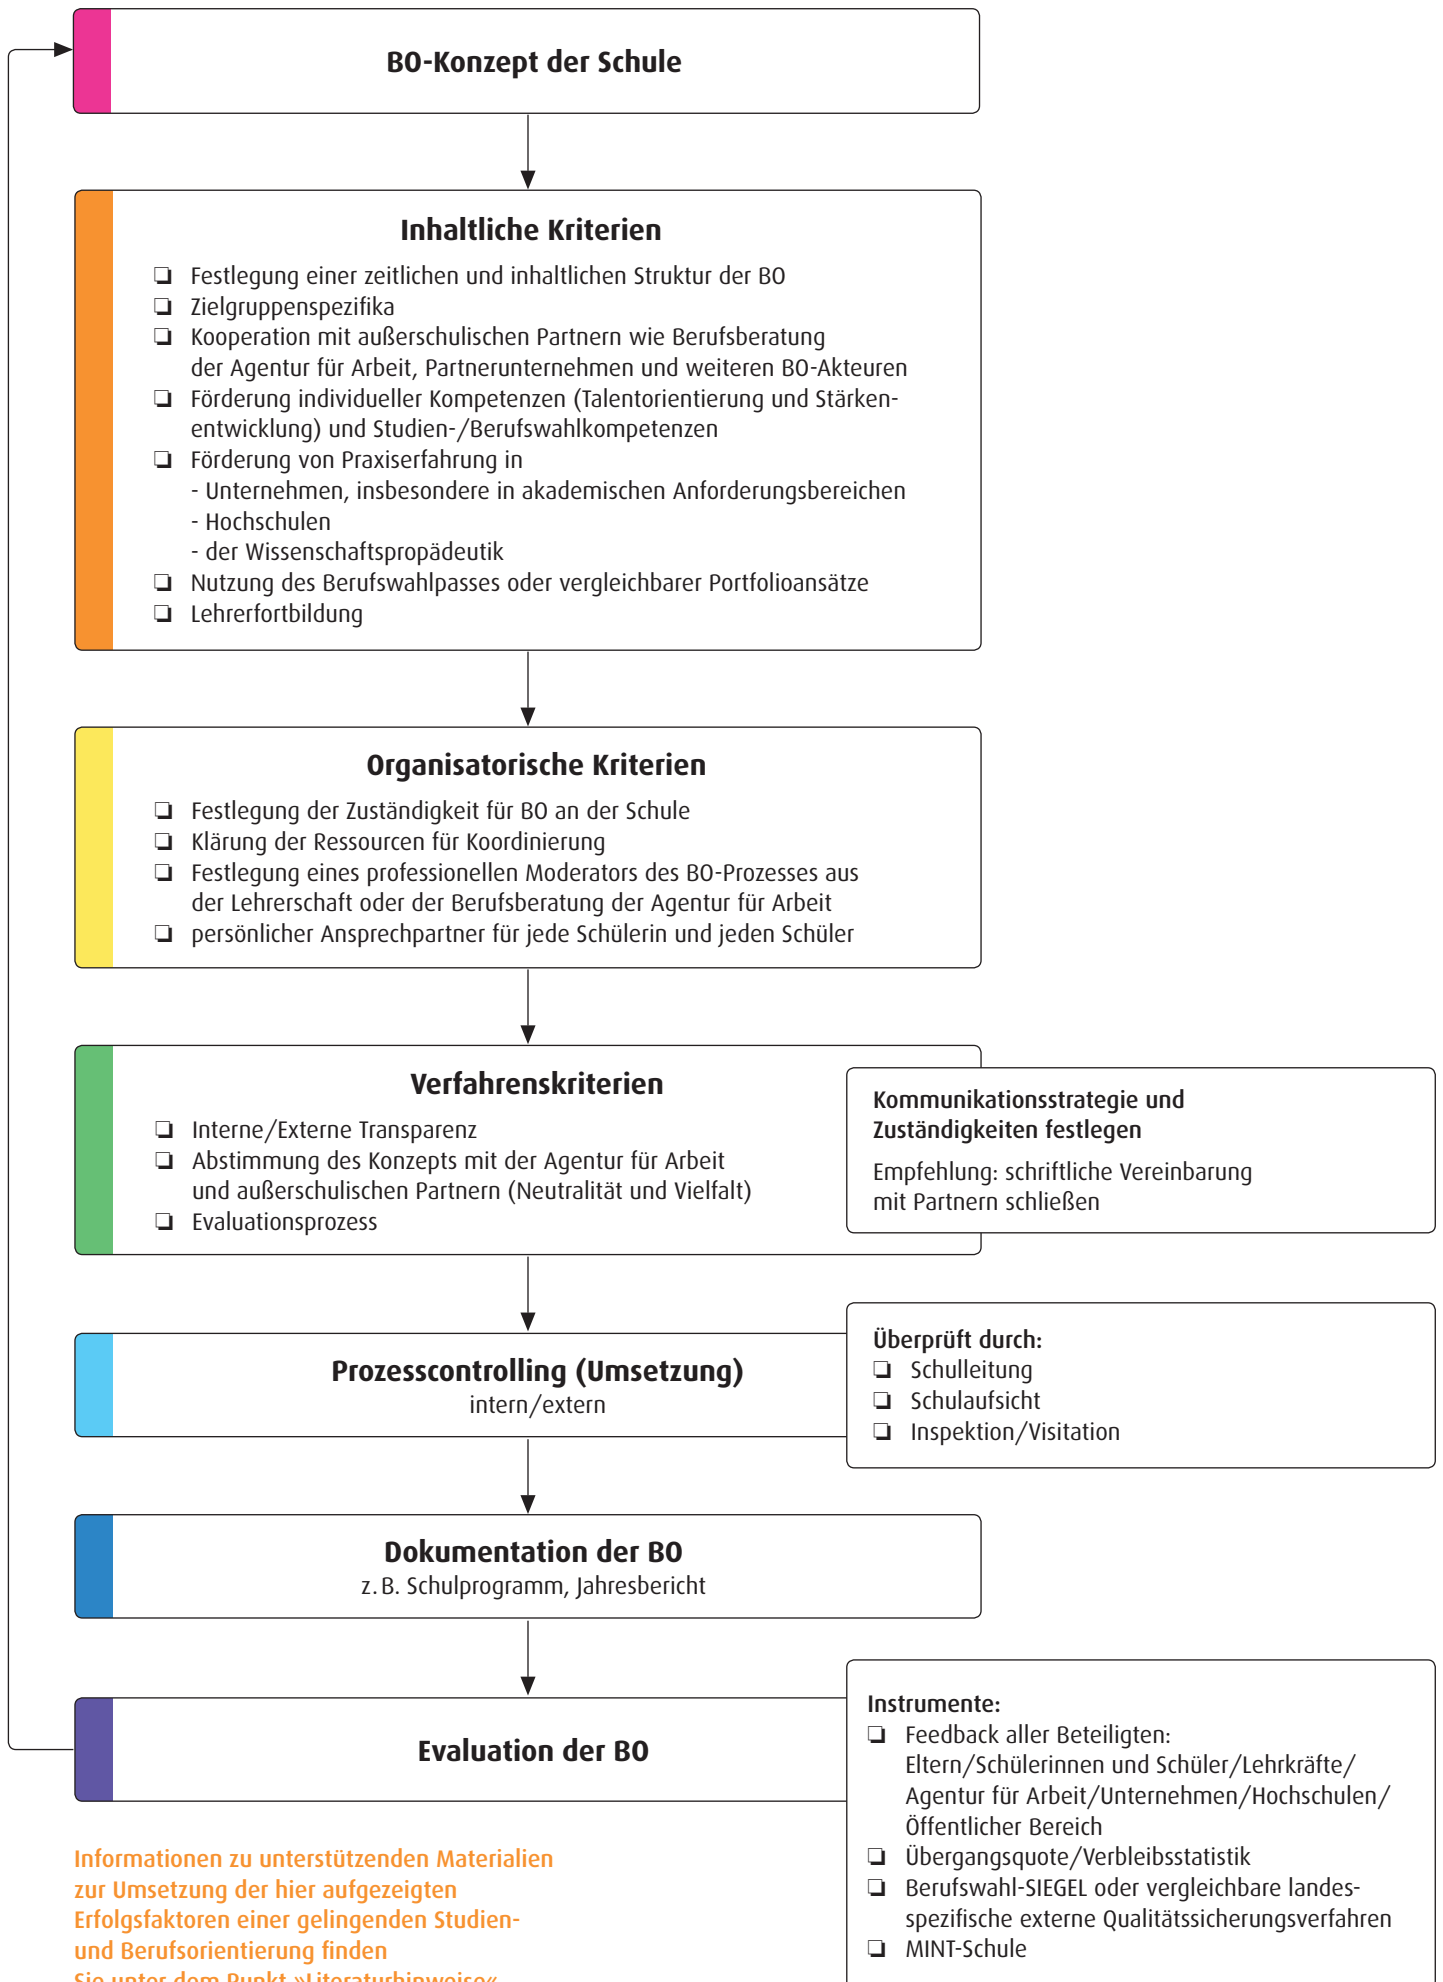 BO-Konzept der Schule
Inhaltliche Kriterien
❏ Festlegung einer zeitlichen und inhaltlichen Struktur der BO
❏ Zielgruppenspezifika
❏ Kooperation mit außerschulischen Partnern wie Berufsberatung
der Agentur für Arbeit, Partnerunternehmen und weiteren BO-Akteuren
❏ Förderung individueller Kompetenzen (Talentorientierung und Stärken-
entwicklung) und Studien-/Berufswahlkompetenzen
❏ Förderung von Praxiserfahrung in
- Unternehmen, insbesondere in akademischen Anforderungsbereichen
- Hochschulen
- der Wissenschaftspropädeutik
❏ Nutzung des Berufswahlpasses oder vergleichbarer Portfolioansätze
❏ Lehrerfortbildung
Organisatorische Kriterien
❏ Festlegung der Zuständigkeit für BO an der Schule
❏ Klärung der Ressourcen für Koordinierung
❏ Festlegung eines professionellen Moderators des BO-Prozesses aus
der Lehrerschaft oder der Berufsberatung der Agentur für Arbeit
❏ persönlicher Ansprechpartner für jede Schülerin und jeden Schüler
Verfahrenskriterien
❏ Interne/Externe Transparenz
❏ Abstimmung des Konzepts mit der Agentur für Arbeit
und außerschulischen Partnern (Neutralität und Vielfalt)
❏ Evaluationsprozess
Kommunikationsstrategie und
Zuständigkeiten festlegen
Empfehlung: schriftliche Vereinbarung
mit Partnern schließen
Prozesscontrolling (Umsetzung)
intern/extern
Überprüft durch:
❏ Schulleitung
❏ Schulaufsicht
❏ Inspektion/Visitation
Dokumentation der BO
z. B. Schulprogramm, Jahresbericht
Evaluation der BO
Instrumente:
❏ Feedback aller Beteiligten:
Eltern/Schülerinnen und Schüler/Lehrkräfte/
Agentur für Arbeit/Unternehmen/Hochschulen/
Öffentlicher Bereich
❏ Übergangsquote/Verbleibsstatistik
❏ Berufswahl-SIEGEL oder vergleichbare landes-
spezifische externe Qualitätssicherungsverfahren
❏ MINT-Schule
Informationen zu unterstützenden Materialien
zur Umsetzung der hier aufgezeigten
Erfolgsfaktoren einer gelingenden Studien-
und Berufsorientierung finden
Sie unter dem Punkt »Literaturhinweise«